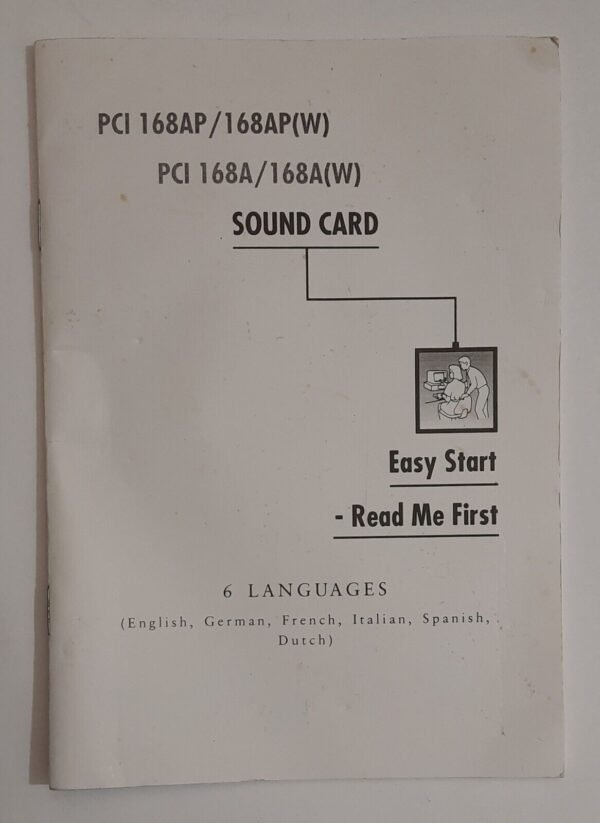 PCI 168AP/168AP(W)
PCI 168A/168A(W)
SOUND CARD
Easy Start
- Read Me First
6 LANGUAGES
(English, German, French, Italian, Spanish,
Dutch)